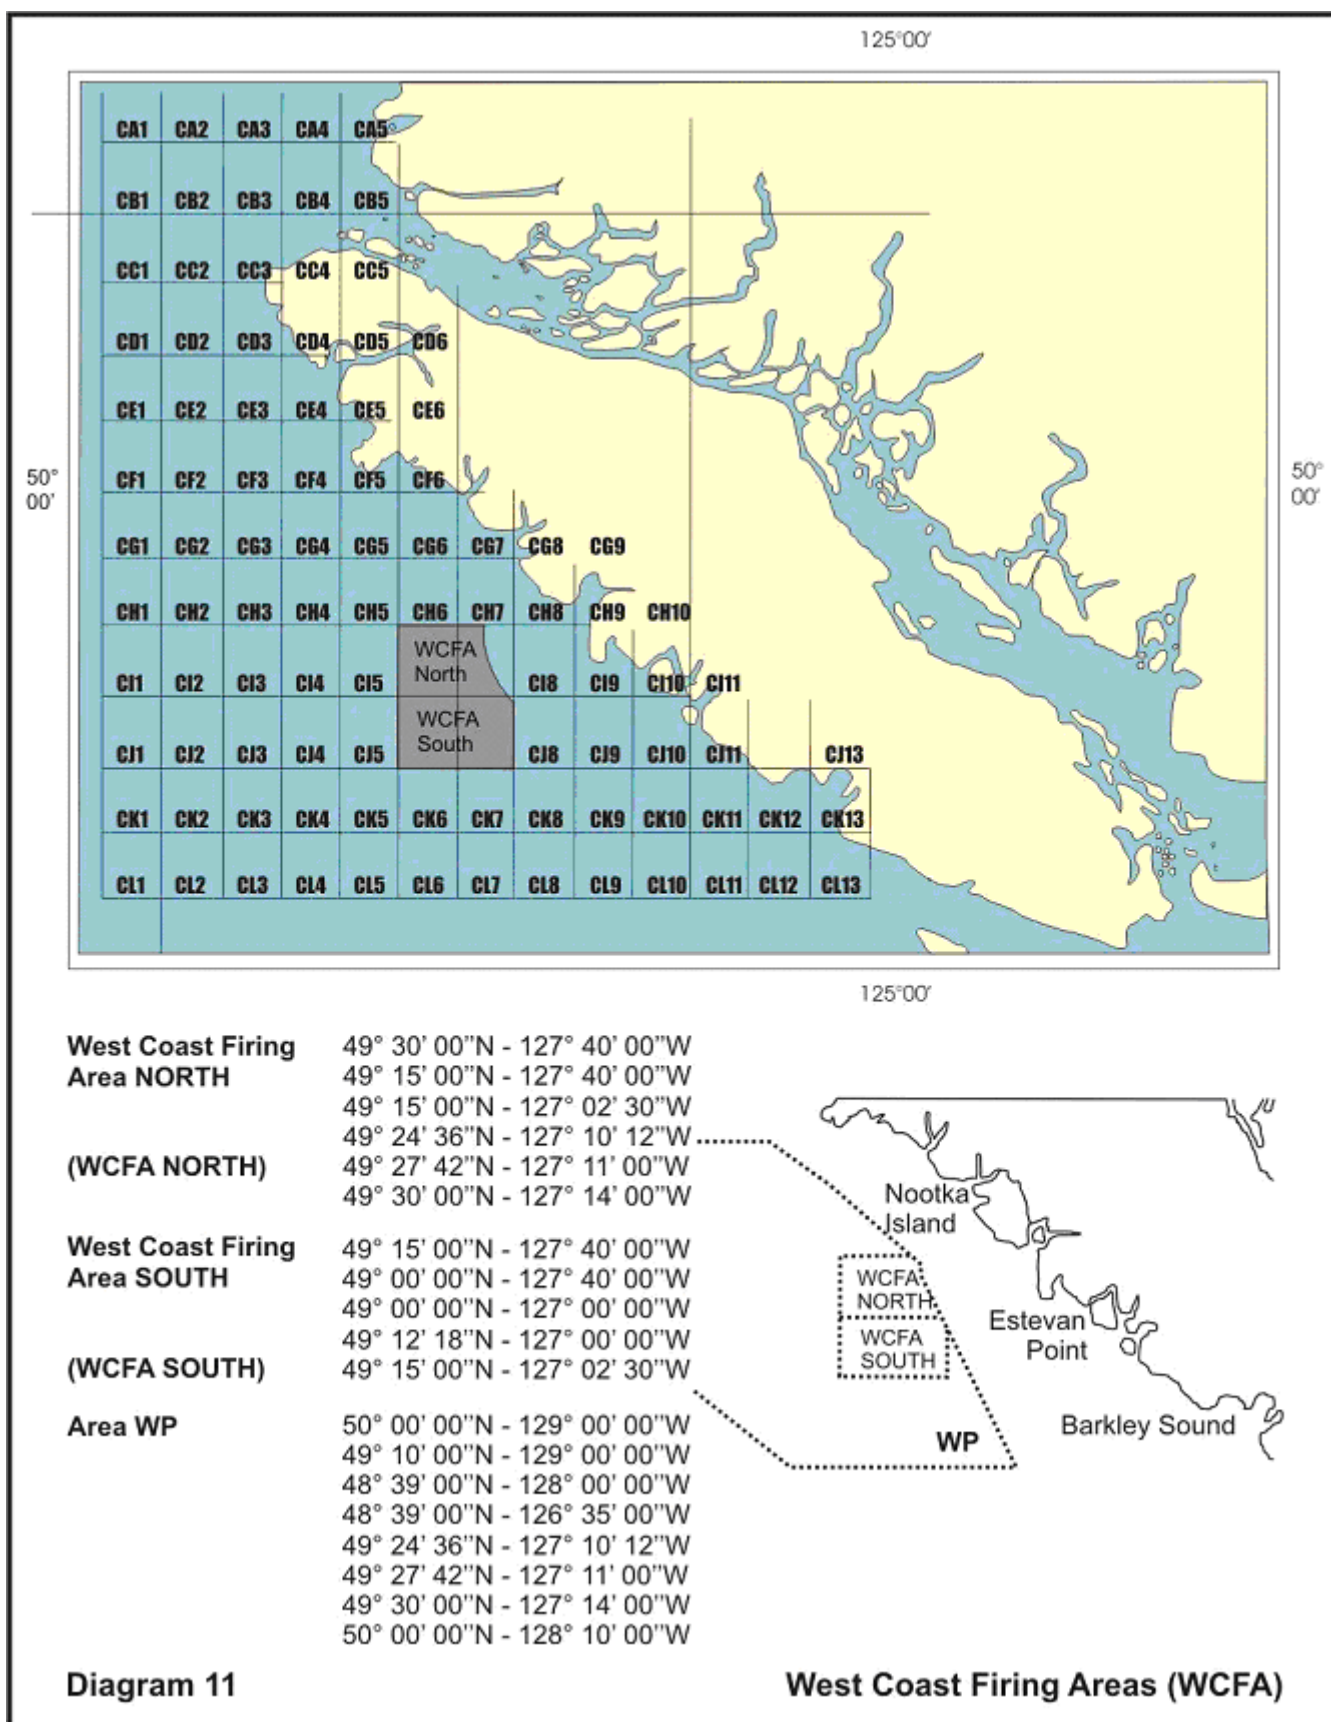 125°00'
CA1 CA2 CA3 CA4 CA5
CB1 CB2 CB3 CB4 CB5
CC1 CC2 CC3 CC4 CC5
CD1 CD2 CD3 CD4 CD5 CD6
CE1 CE2 CE3 CE4 CE5 CE6
50°
00'
CF1 CF2 CF3 CF4 CF5 CF6
50°
00'
CG1 CG2 CG3 CG4 CG5 CG6 CG7 CG8 CG9
CH1 CH2 CH3 CH4 CH5 CH6 CH7 CH8 CH9 CH10
WCFA
North
CI1 CI2 CI3 CI4 CI5 CI8 CI9 CI10 CI11
WCFA
South
CJ1 CJ2 CJ3 CJ4 CJ5 CJ8 CJ9 CJ10 CJ11 CJ13
CK1 CK2 CK3 CK4 CK5 CK6 CK7 CK8 CK9 CK10 CK11 CK12 CK13
CL1 CL2 CL3 CL4 CL5 CL6 CL7 CL8 CL9 CL10 CL11 CL12 CL13
125°00'
West Coast Firing 49° 30' 00"N - 127° 40' 00"W
Area NORTH 49° 15' 00"N - 127° 40' 00"W
49° 15' 00"N - 127° 02' 30"W
49° 24' 36"N - 127° 10' 12"W
(WCFA NORTH) 49° 27' 42"N - 127° 11' 00"W
49° 30' 00"N - 127° 14' 00"W
West Coast Firing 49° 15' 00"N - 127° 40' 00"W
Area SOUTH 49° 00' 00"N - 127° 40' 00"W
49° 00' 00"N - 127° 00' 00"W
49° 12' 18"N - 127° 00' 00"W
(WCFA SOUTH) 49° 15' 00"N - 127° 02' 30"W
Area WP 50° 00' 00"N - 129° 00' 00"W
49° 10' 00"N - 129° 00' 00"W
48° 39' 00"N - 128° 00' 00"W
48° 39' 00"N - 126° 35' 00"W
49° 24' 36"N - 127° 10' 12"W
49° 27' 42"N - 127° 11' 00"W
49° 30' 00"N - 127° 14' 00"W
50° 00' 00"N - 128° 10' 00"W
Nootka
Island
WCFA
NORTH
Estevan
Point
WCFA
SOUTH
Barkley Sound
WP
Diagram 11 West Coast Firing Areas (WCFA)